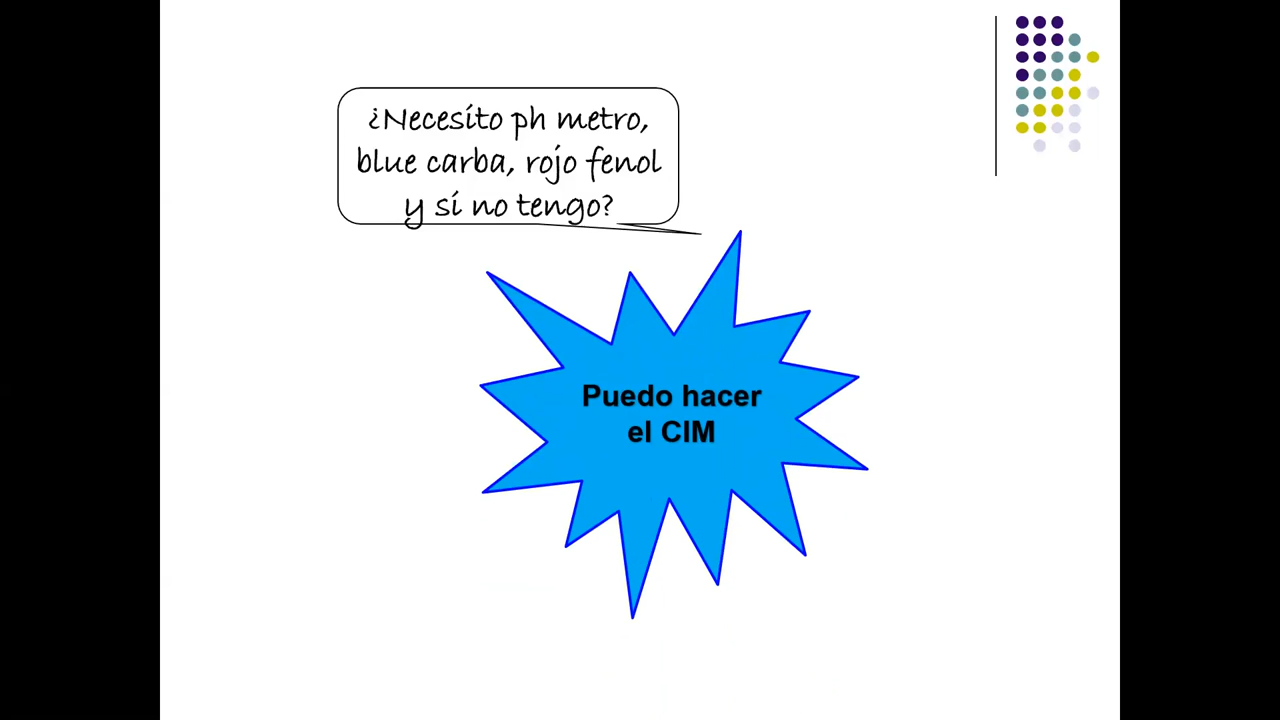 ¿Necesito ph metro,
blue carba, rojo fenol
y si no tengo?
Puedo hacer
el CIM